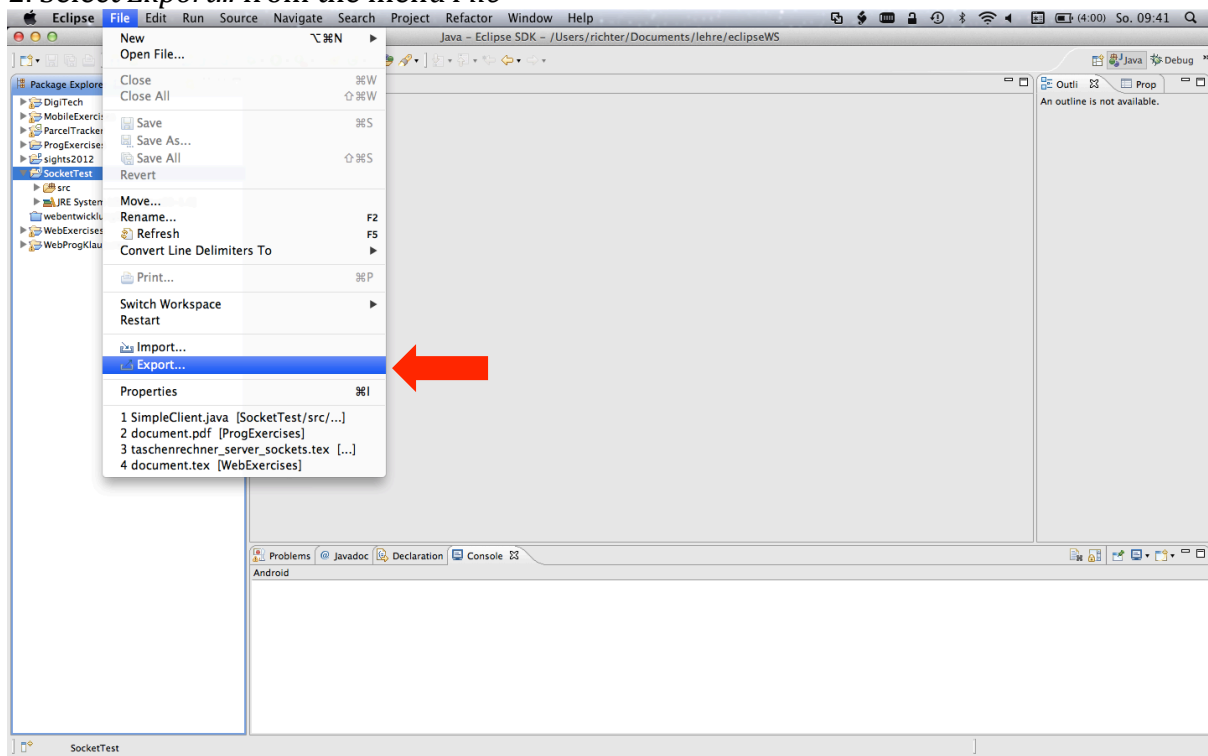 2. Select Export... from the menu File
Eclipse File Edit Run Source Navigate Search Project Refactor Window Help (4:00) So. 09:41
Java – Eclipse SDK – /Users/richter/Documents/lehre/eclipseWS
Java Debug
Package Explore
DigiTech
MobileExerci
ParcelTracker
ProgExercise
sights2012
SocketTest
src
JRE System
webentwicklu
WebExercises
WebProgKlau
New ⌥⌘N
Open File...
Close ⌘W
Close All ⇧⌘W
Save ⌘S
Save As...
Save All ⇧⌘S
Revert
Move...
Rename... F2
Refresh F5
Convert Line Delimiters To
Print... ⌘P
Switch Workspace
Restart
Import...
Export...
Properties ⌘I
1 SimpleClient.java [SocketTest/src/...]
2 document.pdf [ProgExercises]
3 taschenrechner_server_sockets.tex [...]
4 document.tex [WebExercises]
Outli Prop
An outline is not available.
Problems @ Javadoc Declaration Console
Android
SocketTest